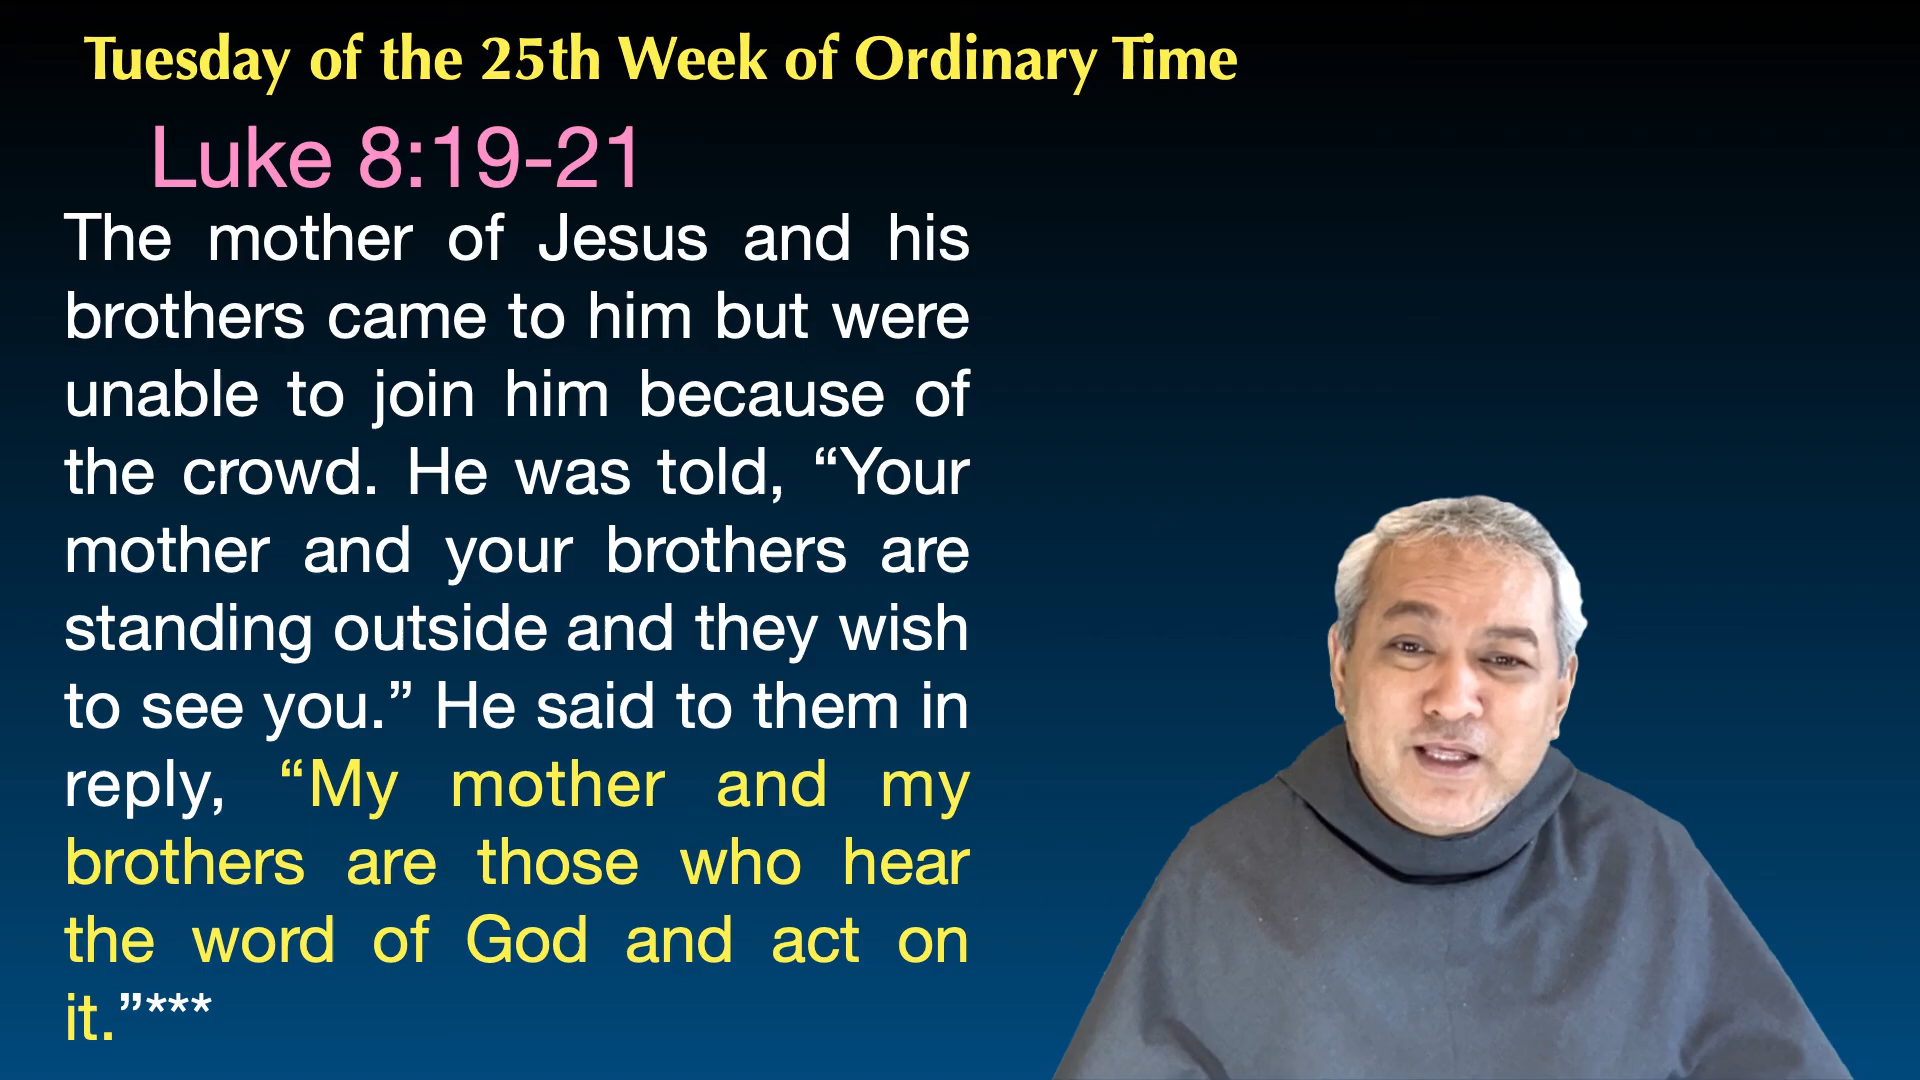 Tuesday of the 25th Week of Ordinary Time
Luke 8:19-21
The mother of Jesus and his
brothers came to him but were
unable to join him because of
the crowd. He was told, “Your
mother and your brothers are
standing outside and they wish
to see you.” He said to them in
reply, “My mother and my
brothers are those who hear
the word of God and act on
it.”***